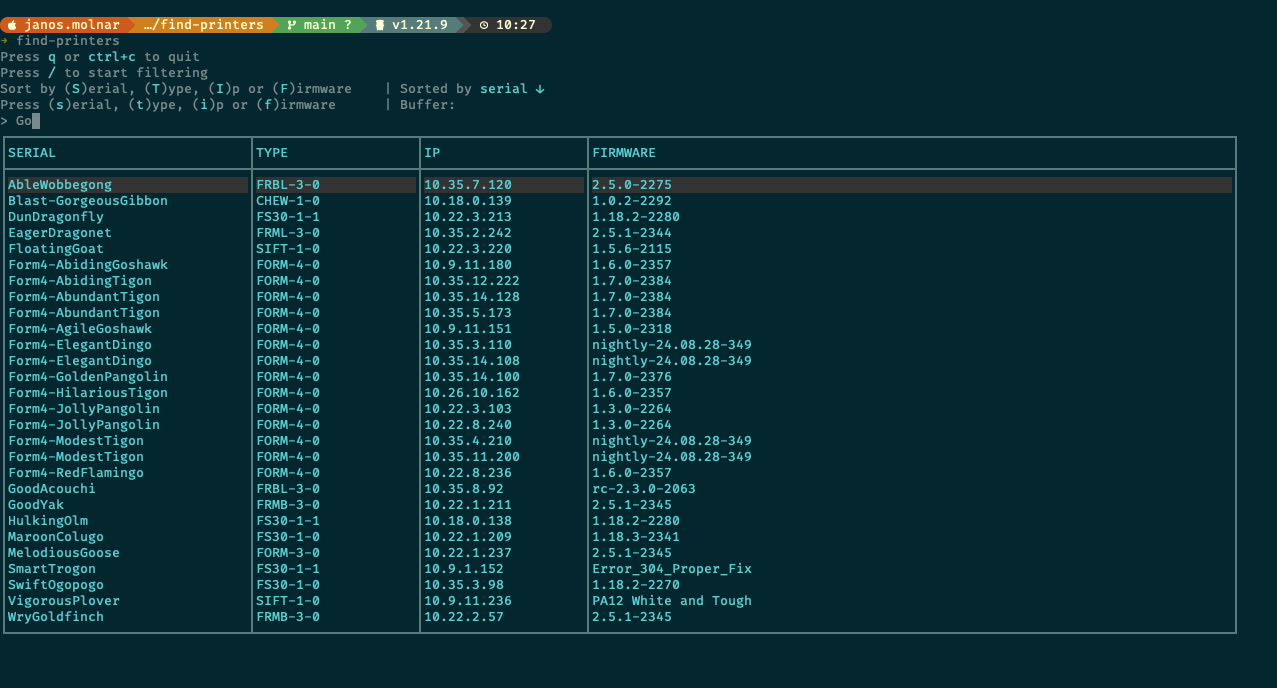 janos.molnar …/find-printers main ? v1.21.9 10:27
→ find-printers
Press q or ctrl+c to quit
Press / to start filtering
Sort by (S)erial, (T)ype, (I)p or (F)irmware | Sorted by serial ↓
Press (s)erial, (t)ype, (i)p or (f)irmware | Buffer:
> Go
SERIAL TYPE IP FIRMWARE
AbleWobbegong FRBL-3-0 10.35.7.120 2.5.0-2275
Blast-GorgeousGibbon CHEW-1-0 10.18.0.139 1.0.2-2292
DunDragonfly FS30-1-1 10.22.3.213 1.18.2-2280
EagerDragonet FRML-3-0 10.35.2.242 2.5.1-2344
FloatingGoat SIFT-1-0 10.22.3.220 1.5.6-2115
Form4-AbidingGoshawk FORM-4-0 10.9.11.180 1.6.0-2357
Form4-AbidingTigon FORM-4-0 10.35.12.222 1.7.0-2384
Form4-AbundantTigon FORM-4-0 10.35.14.128 1.7.0-2384
Form4-AbundantTigon FORM-4-0 10.35.5.173 1.7.0-2384
Form4-AgileGoshawk FORM-4-0 10.9.11.151 1.5.0-2318
Form4-ElegantDingo FORM-4-0 10.35.3.110 nightly-24.08.28-349
Form4-ElegantDingo FORM-4-0 10.35.14.108 nightly-24.08.28-349
Form4-GoldenPangolin FORM-4-0 10.35.14.100 1.7.0-2376
Form4-HilariousTigon FORM-4-0 10.26.10.162 1.6.0-2357
Form4-JollyPangolin FORM-4-0 10.22.3.103 1.3.0-2264
Form4-JollyPangolin FORM-4-0 10.22.8.240 1.3.0-2264
Form4-ModestTigon FORM-4-0 10.35.4.210 nightly-24.08.28-349
Form4-ModestTigon FORM-4-0 10.35.11.200 nightly-24.08.28-349
Form4-RedFlamingo FORM-4-0 10.22.8.236 1.6.0-2357
GoodAcouchi FRBL-3-0 10.35.8.92 rc-2.3.0-2063
GoodYak FRMB-3-0 10.22.1.211 2.5.1-2345
HulkingOlm FS30-1-1 10.18.0.138 1.18.2-2280
MaroonColugo FS30-1-0 10.22.1.209 1.18.3-2341
MelodiousGoose FORM-3-0 10.22.1.237 2.5.1-2345
SmartTrogon FS30-1-1 10.9.1.152 Error_304_Proper_Fix
SwiftOgopogo FS30-1-0 10.35.3.98 1.18.2-2270
VigorousPlover SIFT-1-0 10.9.11.236 PA12 White and Tough
WryGoldfinch FRMB-3-0 10.22.2.57 2.5.1-2345